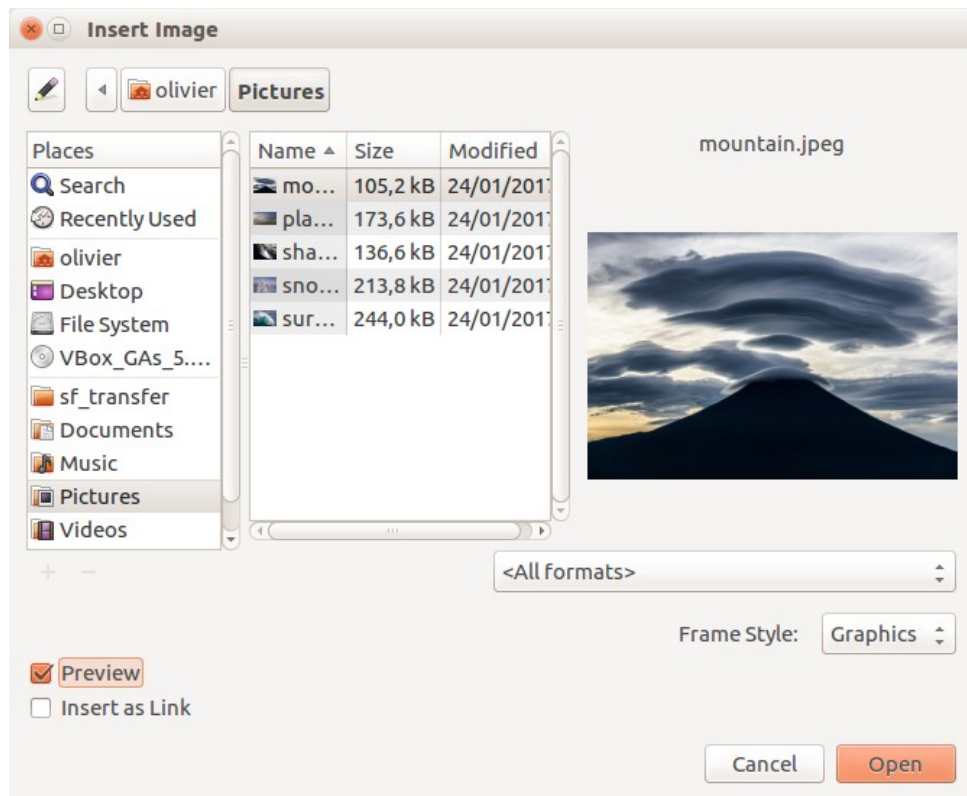 Insert Image
olivier Pictures
Places
Search
Recently Used
olivier
Desktop
File System
VBox_GAs_5....
sf_transfer
Documents
Music
Pictures
Videos
Name Size Modified
mo... 105,2 kB 24/01/2017
pla... 173,6 kB 24/01/2017
sha... 136,6 kB 24/01/2017
sno... 213,8 kB 24/01/2017
sur... 244,0 kB 24/01/2017
mountain.jpeg
<All formats>
Frame Style: Graphics
Preview
Insert as Link
Cancel Open